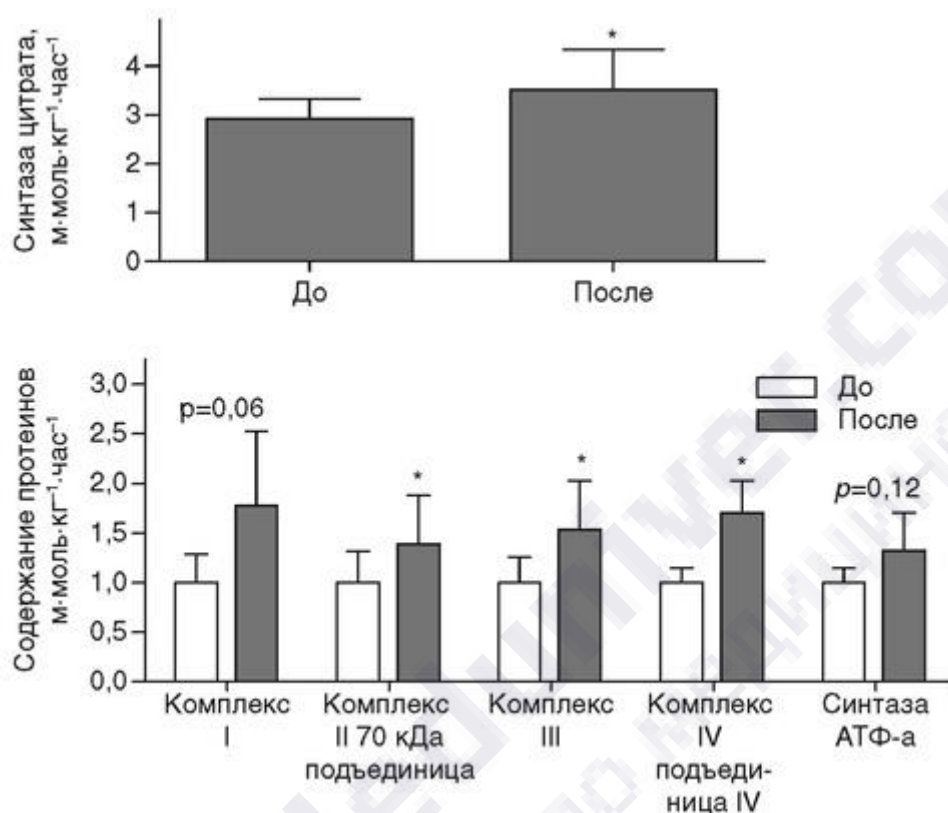 Синтаза цитрата,
м·моль·кг⁻¹·час⁻¹
4
3
2
1
0
*
До
После
Содержание протеинов
м·моль·кг⁻¹·час⁻¹
3,0
2,5
2,0
1,5
1,0
0,5
0,0
До
После
p=0,06
*
*
*
p=0,12
Комплекс
I
Комплекс
II 70 кДа
подъединица
Комплекс
III
Комплекс
IV
подъеди-
ница IV
Синтаза
АТФ-а